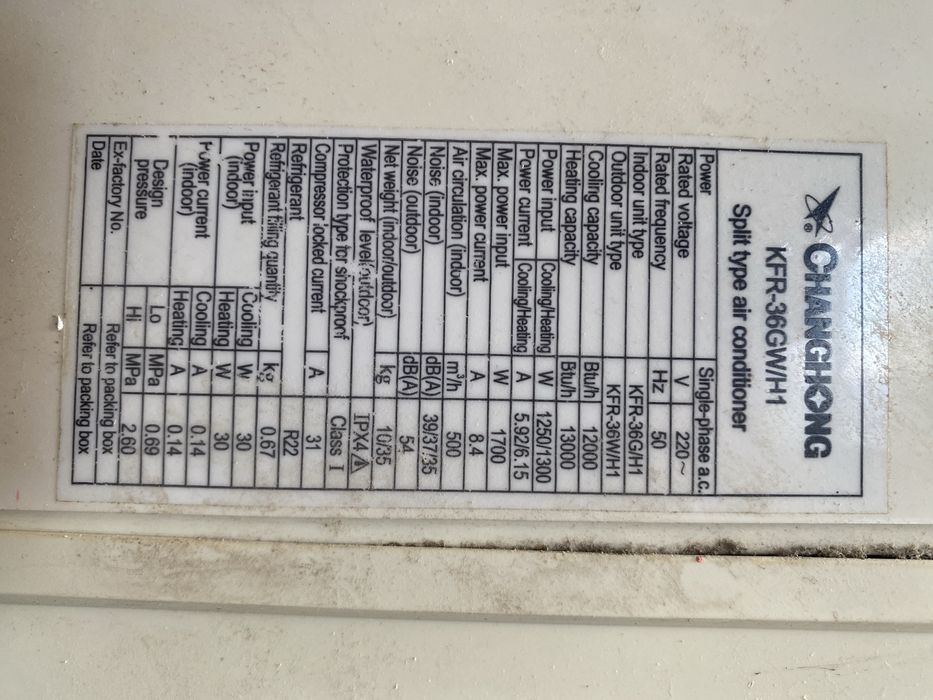 CHANGHONG
KFR-36GW/H1
Split type air conditioner
Power Single-phase a.c.
Rated voltage V 220～
Rated frequency Hz 50
Indoor unit type KFR-36G/H1
Outdoor unit type KFR-36W/H1
Cooling capacity Btu/h 12000
Heating capacity Btu/h 13000
Power input Cooling/Heating W 1250/1300
Power current Cooling/Heating A 5.92/6.15
Max. power input W 1700
Max. power current A 8.4
Air circulation (indoor) m³/h 500
Noise (indoor) dB(A) 39/37/35
Noise (outdoor) dB(A) 54
Net weight (indoor/outdoor) kg 10/35
Waterproof level(outdoor) IPX4
Protection type for shockproof Class I
Compressor locked current A 31
Refrigerant R22
Refrigerant filling quantity kg 0.67
Power input (indoor) Cooling W 30
Heating W 30
Power current (indoor) Cooling A 0.14
Heating A 0.14
Design pressure Lo MPa 0.69
Hi MPa 2.60
Ex-factory No. Refer to packing box
Date Refer to packing box